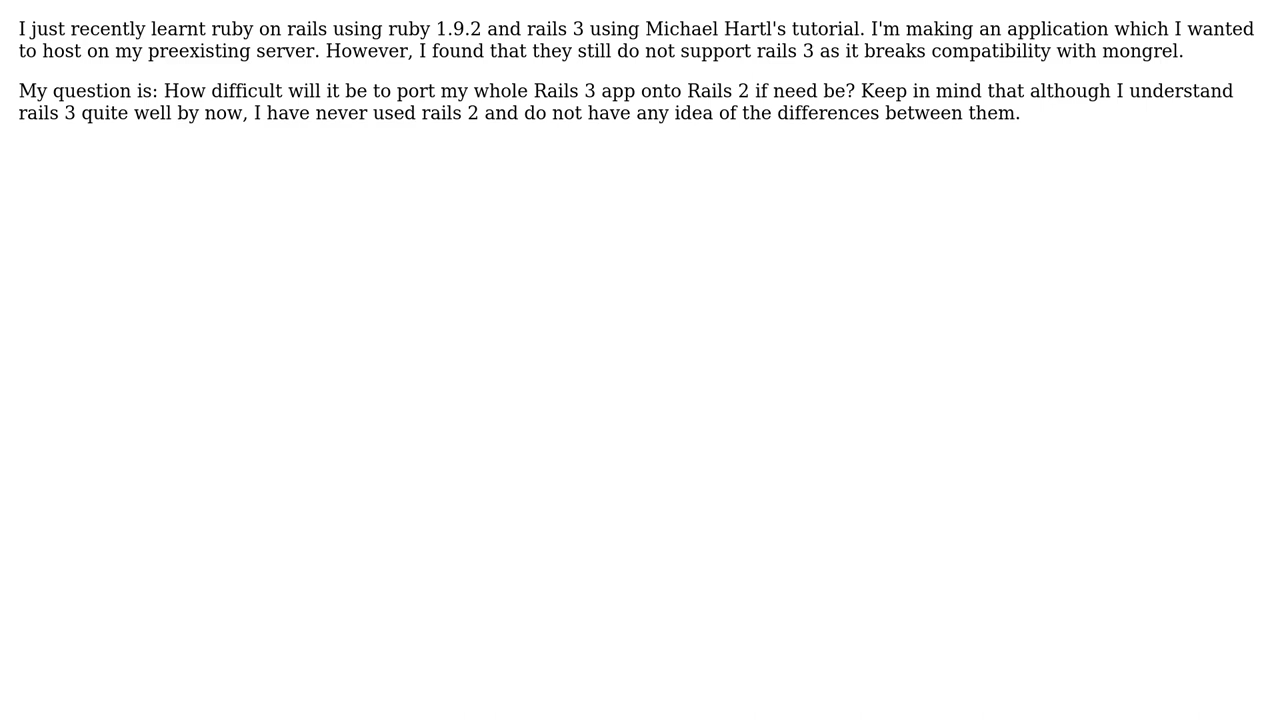 I just recently learnt ruby on rails using ruby 1.9.2 and rails 3 using Michael Hartl's tutorial. I'm making an application which I wanted
to host on my preexisting server. However, I found that they still do not support rails 3 as it breaks compatibility with mongrel.
My question is: How difficult will it be to port my whole Rails 3 app onto Rails 2 if need be? Keep in mind that although I understand
rails 3 quite well by now, I have never used rails 2 and do not have any idea of the differences between them.